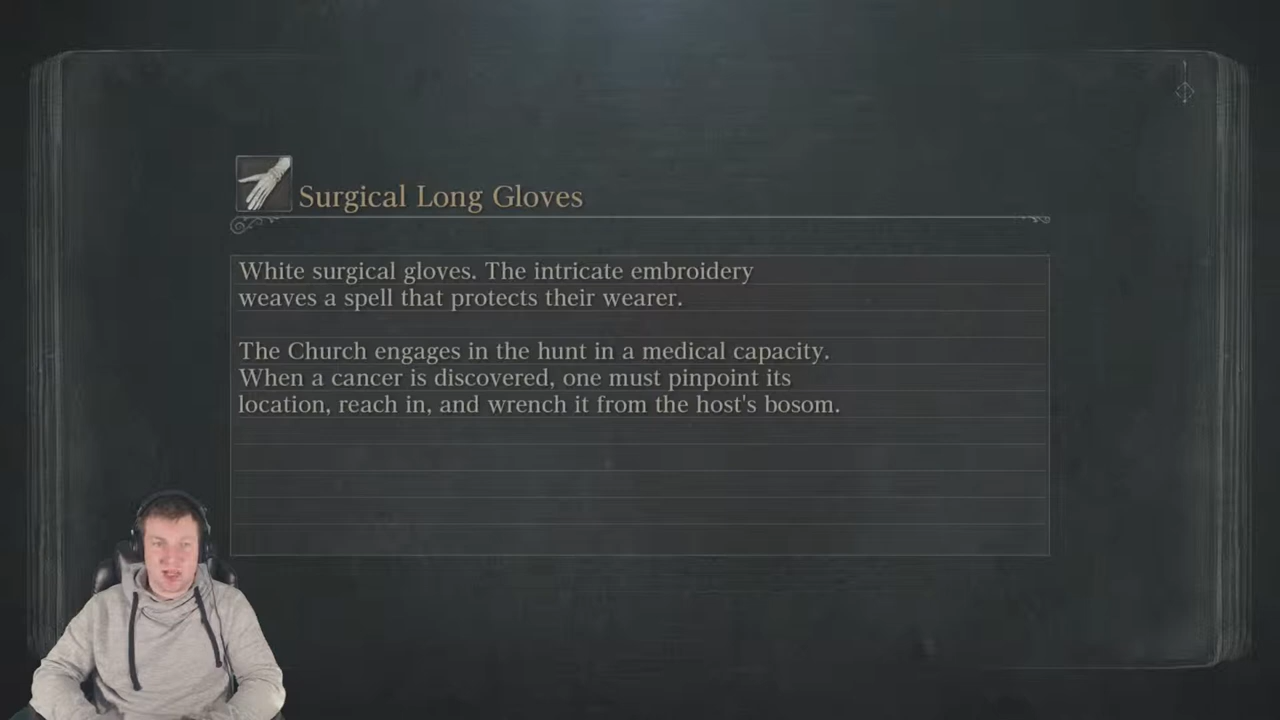 Surgical Long Gloves
White surgical gloves. The intricate embroidery
weaves a spell that protects their wearer.
The Church engages in the hunt in a medical capacity.
When a cancer is discovered, one must pinpoint its
location, reach in, and wrench it from the host's bosom.